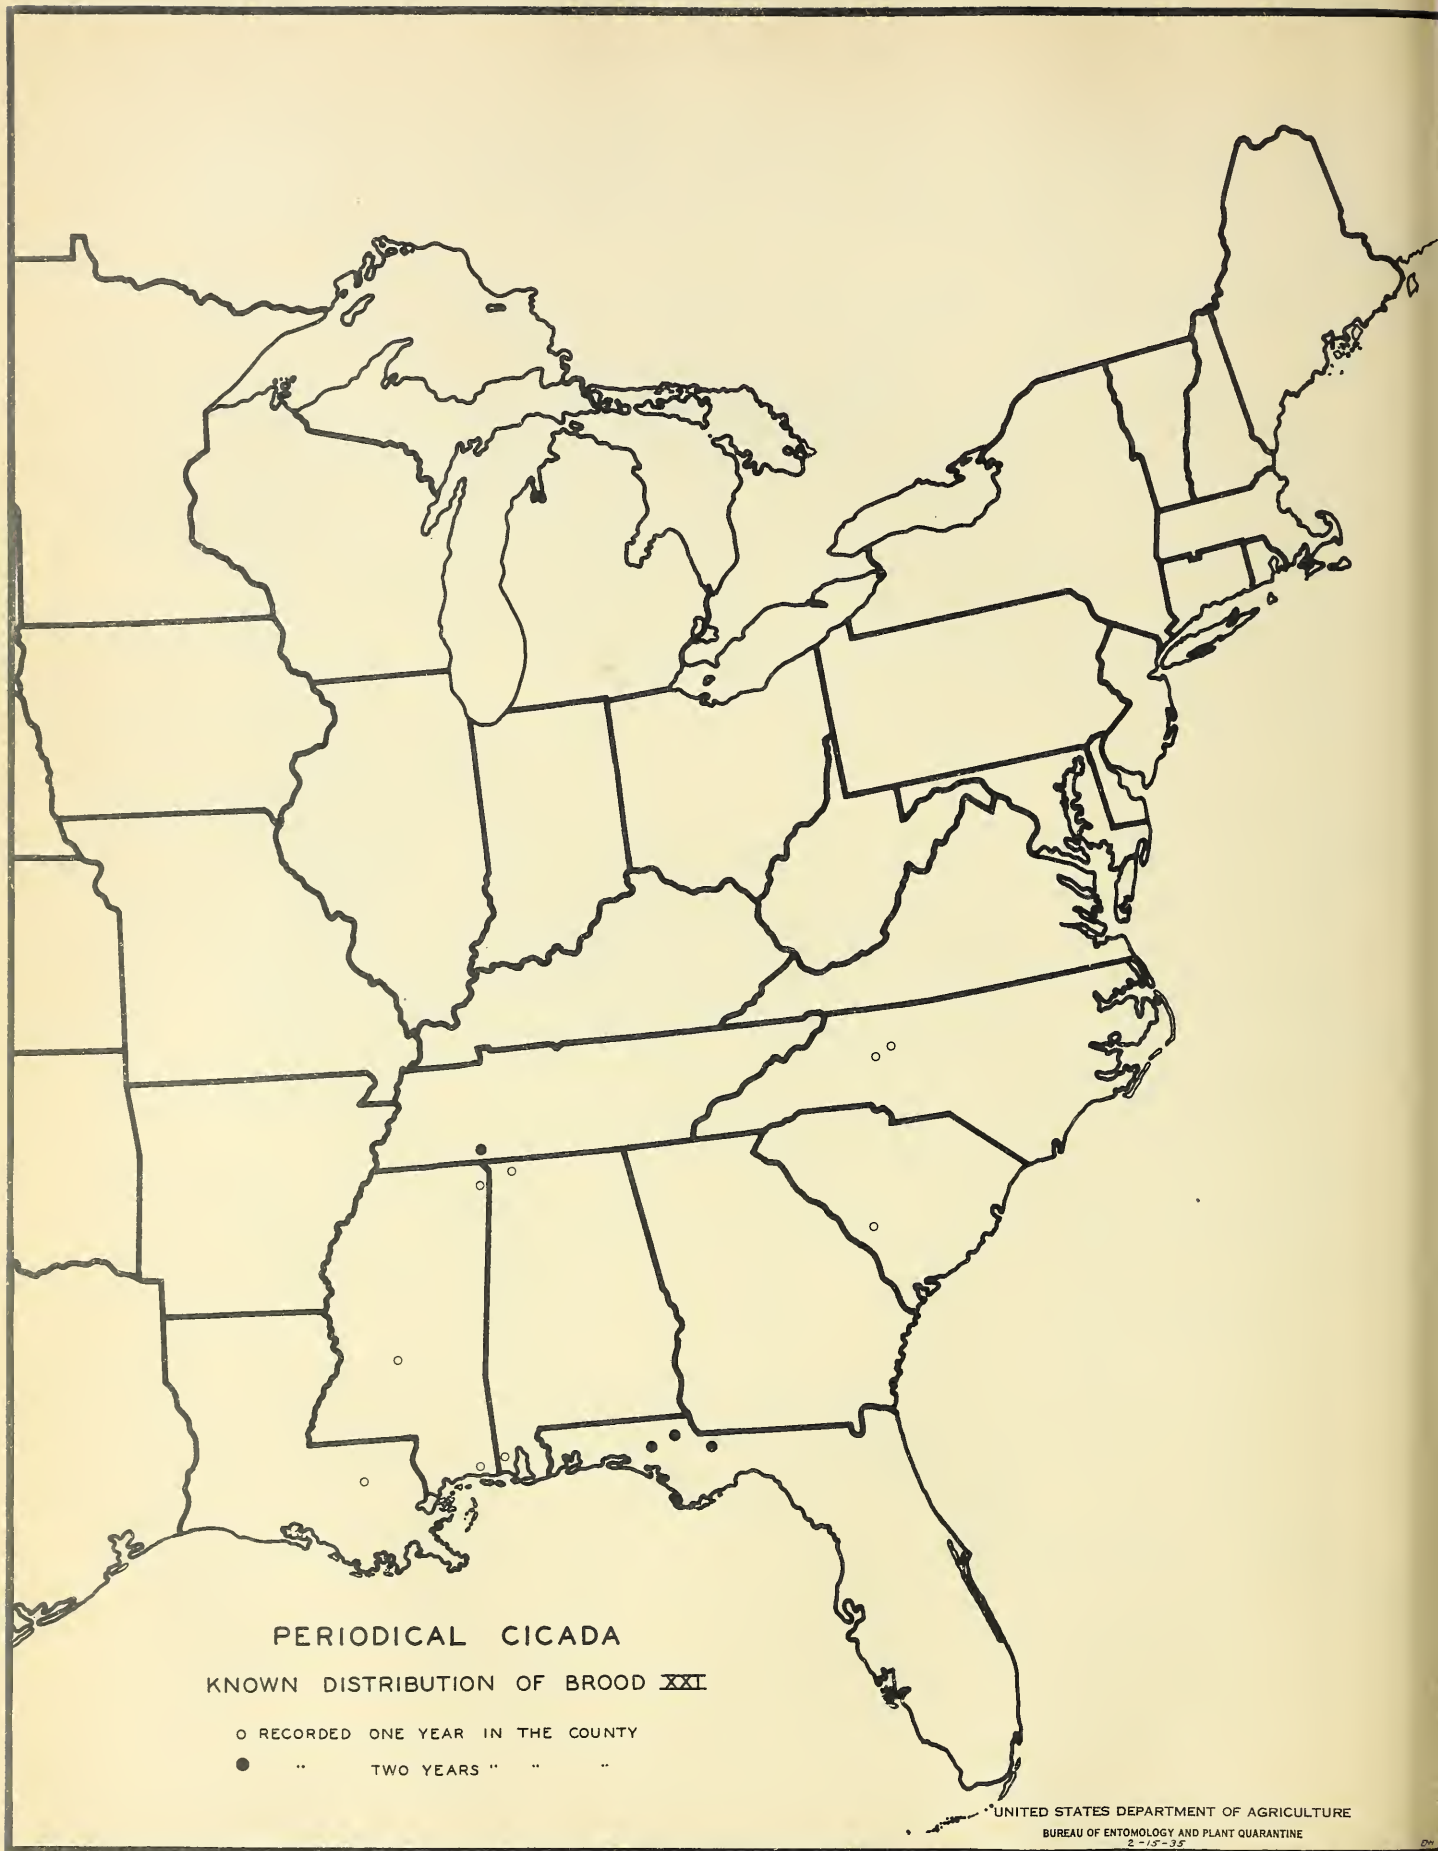 PERIODICAL CICADA
KNOWN DISTRIBUTION OF BROOD XXI
○ RECORDED ONE YEAR IN THE COUNTY
● " TWO YEARS " " "
UNITED STATES DEPARTMENT OF AGRICULTURE
BUREAU OF ENTOMOLOGY AND PLANT QUARANTINE
2-15-35